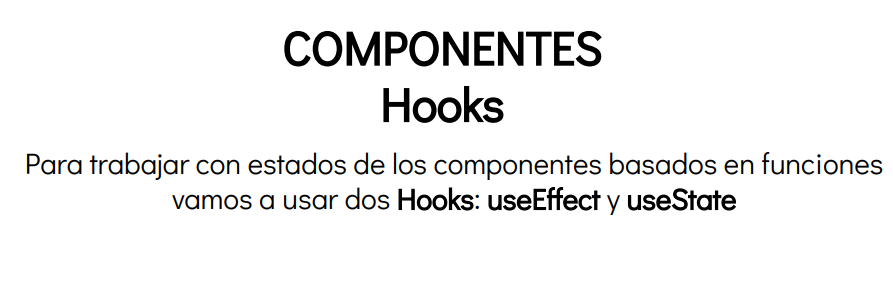 COMPONENTES
Hooks
Para trabajar con estados de los componentes basados en funciones
vamos a usar dos Hooks: useEffect y useState